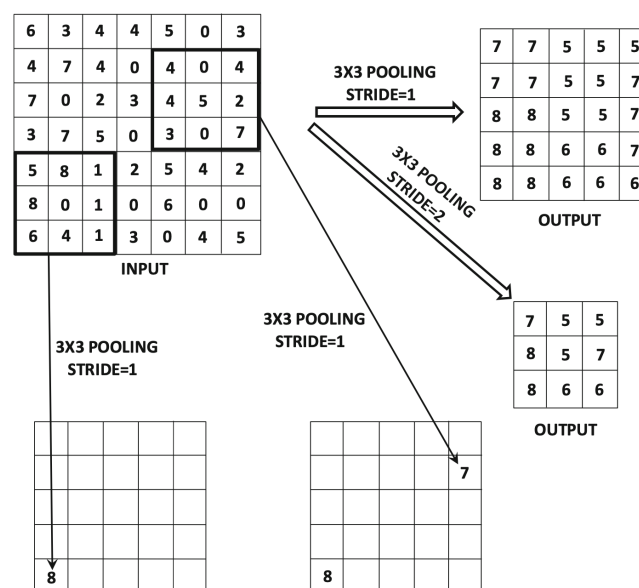 6 3 4 4 5 0 3
4 7 4 0 4 0 4
7 0 2 3 4 5 2
3 7 5 0 3 0 7
5 8 1 2 5 4 2
8 0 1 0 6 0 0
6 4 1 3 0 4 5
INPUT
3X3 POOLING
STRIDE=1
7 7 5 5 5
7 7 5 5 7
8 8 5 5 7
8 8 6 6 7
8 8 6 6 6
OUTPUT
3X3 POOLING
STRIDE=2
7 5 5
8 5 7
8 6 6
OUTPUT
3X3 POOLING
STRIDE=1
3X3 POOLING
STRIDE=1
8
7
8